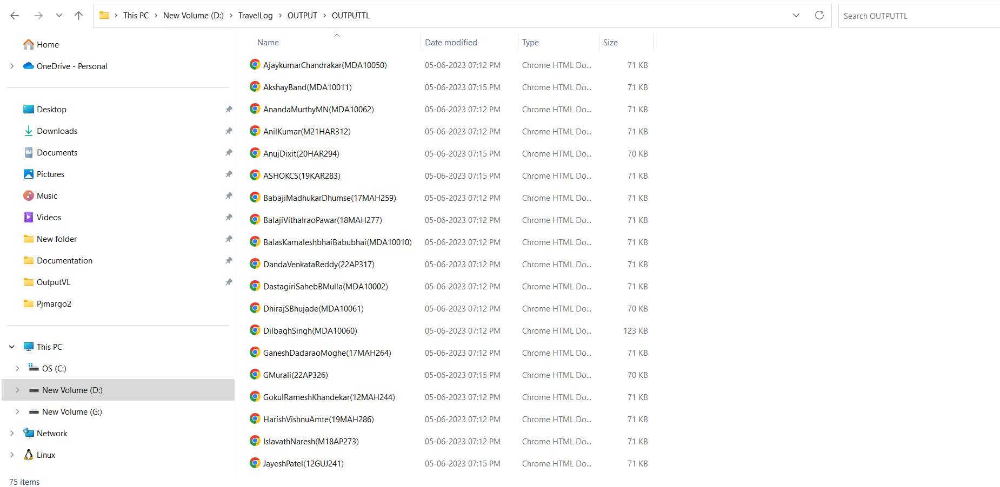 This PC > New Volume (D:) > TravelLog > OUTPUT > OUTPUTTL
Search OUTPUTTL
Home
OneDrive - Personal
Desktop
Downloads
Documents
Pictures
Music
Videos
New folder
Documentation
OutputVL
Pjmargo2
This PC
OS (C:)
New Volume (D:)
New Volume (G:)
Network
Linux
Name Date modified Type Size
AjaykumarChandrakar(MDA10050) 05-06-2023 07:12 PM Chrome HTML Do... 71 KB
AkshayBand(MDA10011) 05-06-2023 07:15 PM Chrome HTML Do... 71 KB
AnandaMurthyMN(MDA10062) 05-06-2023 07:12 PM Chrome HTML Do... 71 KB
AnilKumar(M21HAR312) 05-06-2023 07:12 PM Chrome HTML Do... 71 KB
AnujDixit(20HAR294) 05-06-2023 07:15 PM Chrome HTML Do... 70 KB
ASHOKCS(19KAR283) 05-06-2023 07:15 PM Chrome HTML Do... 71 KB
BabajiMadhukarDhumse(17MAH259) 05-06-2023 07:12 PM Chrome HTML Do... 71 KB
BalajiVithalraoPawar(18MAH277) 05-06-2023 07:12 PM Chrome HTML Do... 71 KB
BalasKamaleshbhaiBabubhai(MDA10010) 05-06-2023 07:12 PM Chrome HTML Do... 71 KB
DandaVenkataReddy(22AP317) 05-06-2023 07:12 PM Chrome HTML Do... 71 KB
DastagiriSahebBMulla(MDA10002) 05-06-2023 07:12 PM Chrome HTML Do... 71 KB
DhirajSBhujade(MDA10061) 05-06-2023 07:12 PM Chrome HTML Do... 70 KB
DilbaghSingh(MDA10060) 05-06-2023 07:12 PM Chrome HTML Do... 123 KB
GaneshDadaraoMoghe(17MAH264) 05-06-2023 07:12 PM Chrome HTML Do... 71 KB
GMurali(22AP326) 05-06-2023 07:15 PM Chrome HTML Do... 70 KB
GokulRameshKhandekar(12MAH244) 05-06-2023 07:12 PM Chrome HTML Do... 71 KB
HarishVishnuAmte(19MAH286) 05-06-2023 07:12 PM Chrome HTML Do... 71 KB
IslavathNaresh(M18AP273) 05-06-2023 07:12 PM Chrome HTML Do... 71 KB
JayeshPatel(12GUJ241) 05-06-2023 07:15 PM Chrome HTML Do... 71 KB
75 items